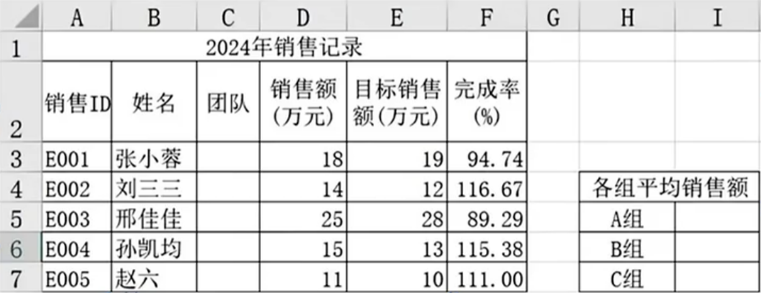 A B C D E F G H I
1 2024年销售记录
2 销售ID 姓名 团队 销售额(万元) 目标销售额(万元) 完成率(%)
3 E001 张小蓉 18 19 94.74
4 E002 刘三三 14 12 116.67 各组平均销售额
5 E003 邢佳佳 25 28 89.29 A组
6 E004 孙凯均 15 13 115.38 B组
7 E005 赵六 11 10 111.00 C组